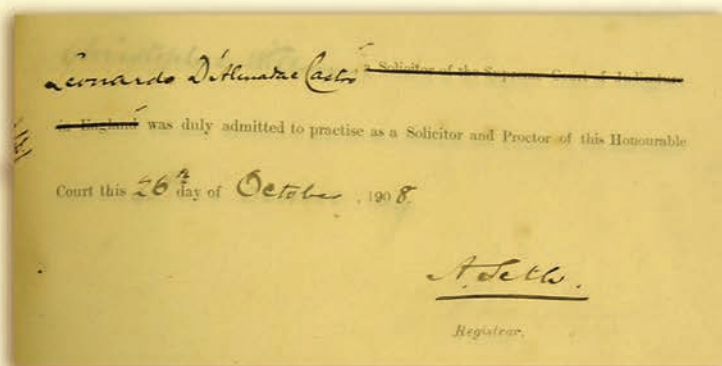 Leonardo D'Almadae Castro a Solicitor of the Supreme Court of Judicature
in England was duly admitted to practise as a Solicitor and Proctor of this Honourable
Court this 26th day of October, 1908.
A. Seth.
Registrar.